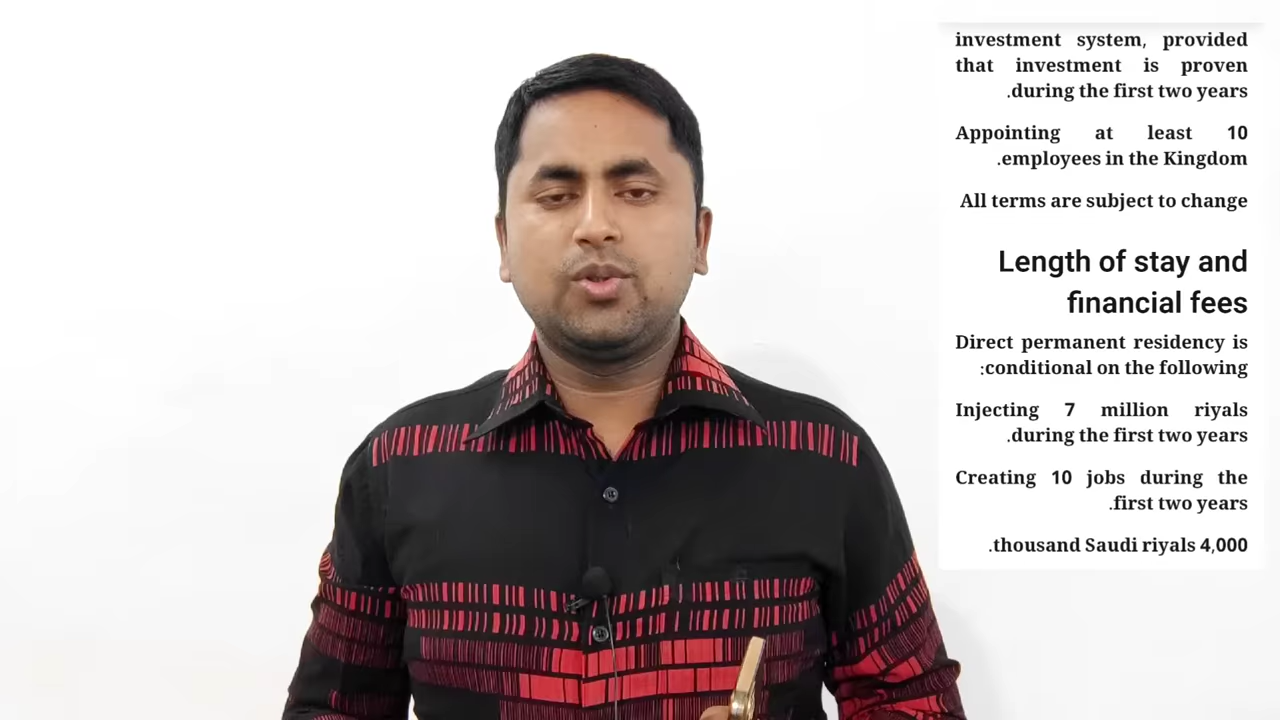 investment system, provided
that investment is proven
.during the first two years
Appointing at least 10
.employees in the Kingdom
All terms are subject to change
Length of stay and
financial fees
Direct permanent residency is
:conditional on the following
Injecting 7 million riyals
.during the first two years
Creating 10 jobs during the
.first two years
.thousand Saudi riyals 4,000